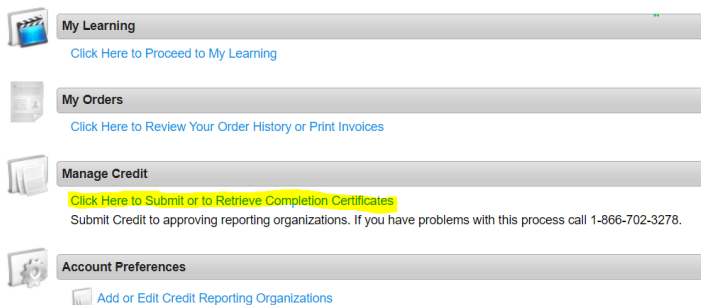 My Learning
Click Here to Proceed to My Learning
My Orders
Click Here to Review Your Order History or Print Invoices
Manage Credit
Click Here to Submit or to Retrieve Completion Certificates
Submit Credit to approving reporting organizations. If you have problems with this process call 1-866-702-3278.
Account Preferences
Add or Edit Credit Reporting Organizations